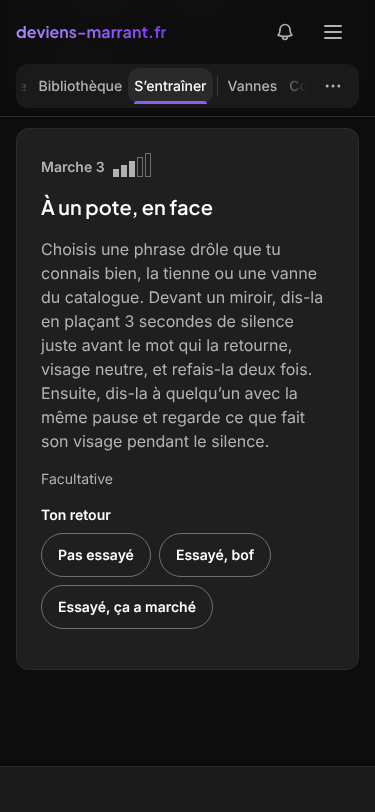 deviens-marrant.fr
e Bibliothèque S'entraîner Vannes Co ···
Marche 3
À un pote, en face
Choisis une phrase drôle que tu
connais bien, la tienne ou une vanne
du catalogue. Devant un miroir, dis-la
en plaçant 3 secondes de silence
juste avant le mot qui la retourne,
visage neutre, et refais-la deux fois.
Ensuite, dis-la à quelqu'un avec la
même pause et regarde ce que fait
son visage pendant le silence.
Facultative
Ton retour
Pas essayé Essayé, bof
Essayé, ça a marché